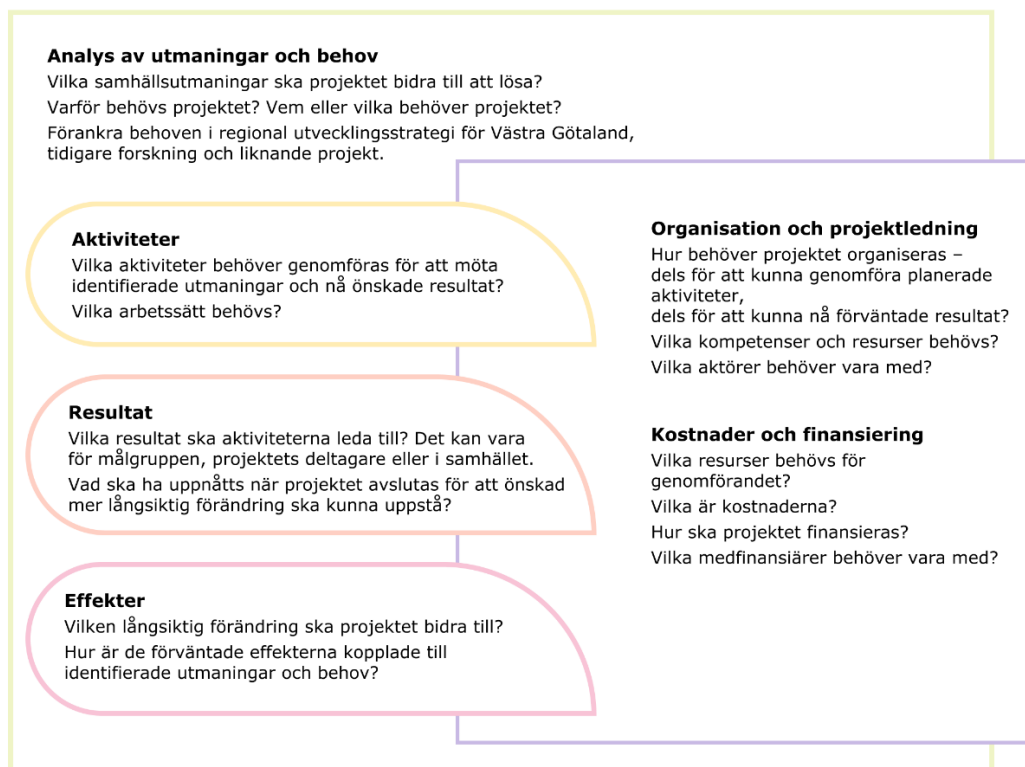 Analys av utmaningar och behov
Vilka samhällsutmaningar ska projektet bidra till att lösa?
Varför behövs projektet? Vem eller vilka behöver projektet?
Förankra behoven i regional utvecklingsstrategi för Västra Götaland,
tidigare forskning och liknande projekt.
Aktiviteter
Vilka aktiviteter behöver genomföras för att möta
identifierade utmaningar och nå önskade resultat?
Vilka arbetssätt behövs?
Resultat
Vilka resultat ska aktiviteterna leda till? Det kan vara
för målgruppen, projektets deltagare eller i samhället.
Vad ska ha uppnåtts när projektet avslutas för att önskad
mer långsiktig förändring ska kunna uppstå?
Effekter
Vilken långsiktig förändring ska projektet bidra till?
Hur är de förväntade effekterna kopplade till
identifierade utmaningar och behov?
Organisation och projektledning
Hur behöver projektet organiseras –
dels för att kunna genomföra planerade
aktiviteter,
dels för att kunna nå förväntade resultat?
Vilka kompetenser och resurser behövs?
Vilka aktörer behöver vara med?
Kostnader och finansiering
Vilka resurser behövs för
genomförandet?
Vilka är kostnaderna?
Hur ska projektet finansieras?
Vilka medfinansiärer behöver vara med?